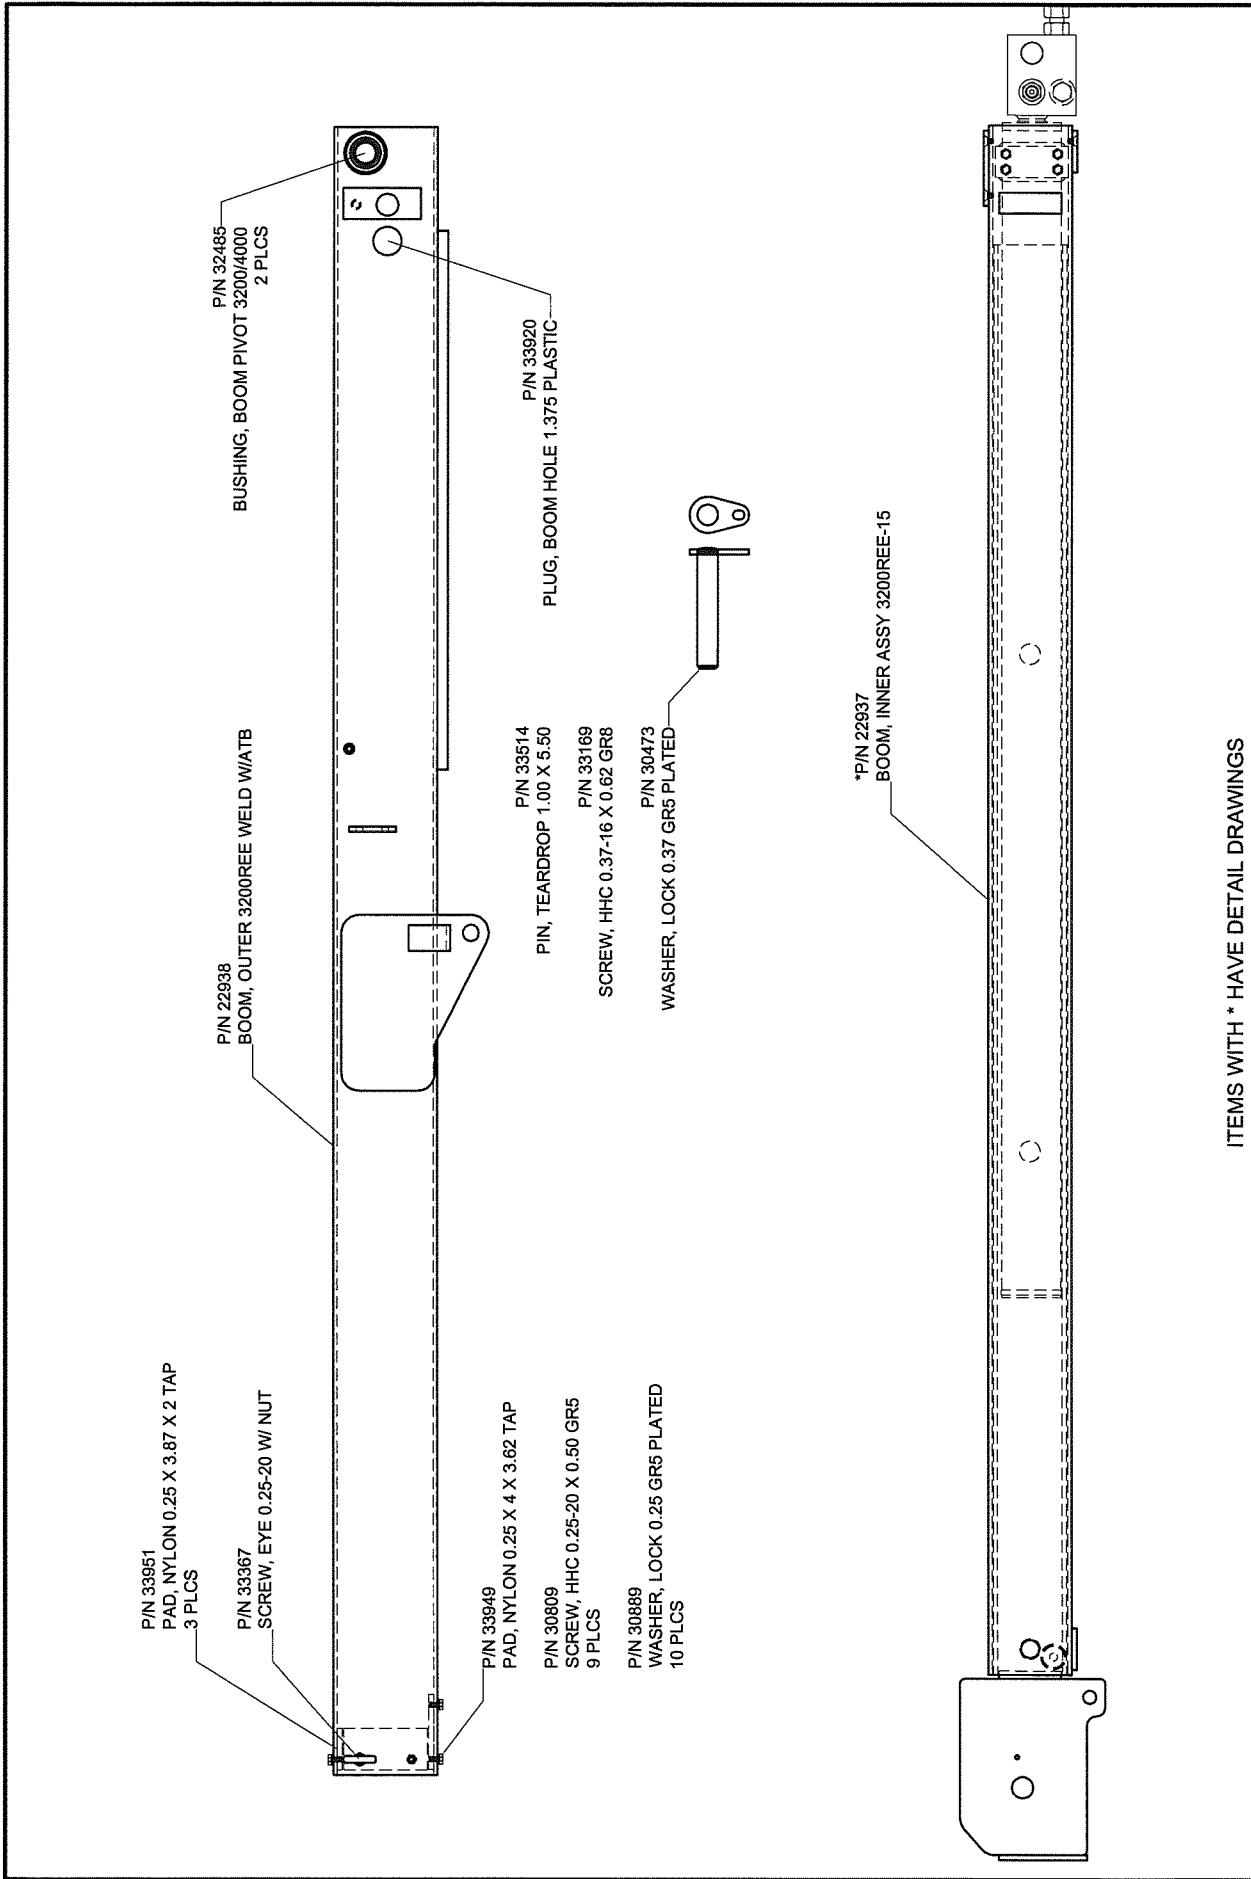 P/N 33951
PAD, NYLON 0.25 X 3.87 X 2 TAP
3 PLCS
P/N 33367
SCREW, EYE 0.25-20 W/ NUT
P/N 22938
BOOM, OUTER 3200REE WELD W/ATB
P/N 32485
BUSHING, BOOM PIVOT 3200/4000
2 PLCS
P/N 33949
PAD, NYLON 0.25 X 4 X 3.62 TAP
P/N 30809
SCREW, HHC 0.25-20 X 0.50 GR5
9 PLCS
P/N 30889
WASHER, LOCK 0.25 GR5 PLATED
10 PLCS
P/N 33514
PIN, TEARDROP 1.00 X 5.50
P/N 33169
SCREW, HHC 0.37-16 X 0.62 GR8
P/N 30473
WASHER, LOCK 0.37 GR5 PLATED
P/N 33920
PLUG, BOOM HOLE 1.375 PLASTIC
*P/N 22937
BOOM, INNER ASSY 3200REE-15
ITEMS WITH * HAVE DETAIL DRAWINGS